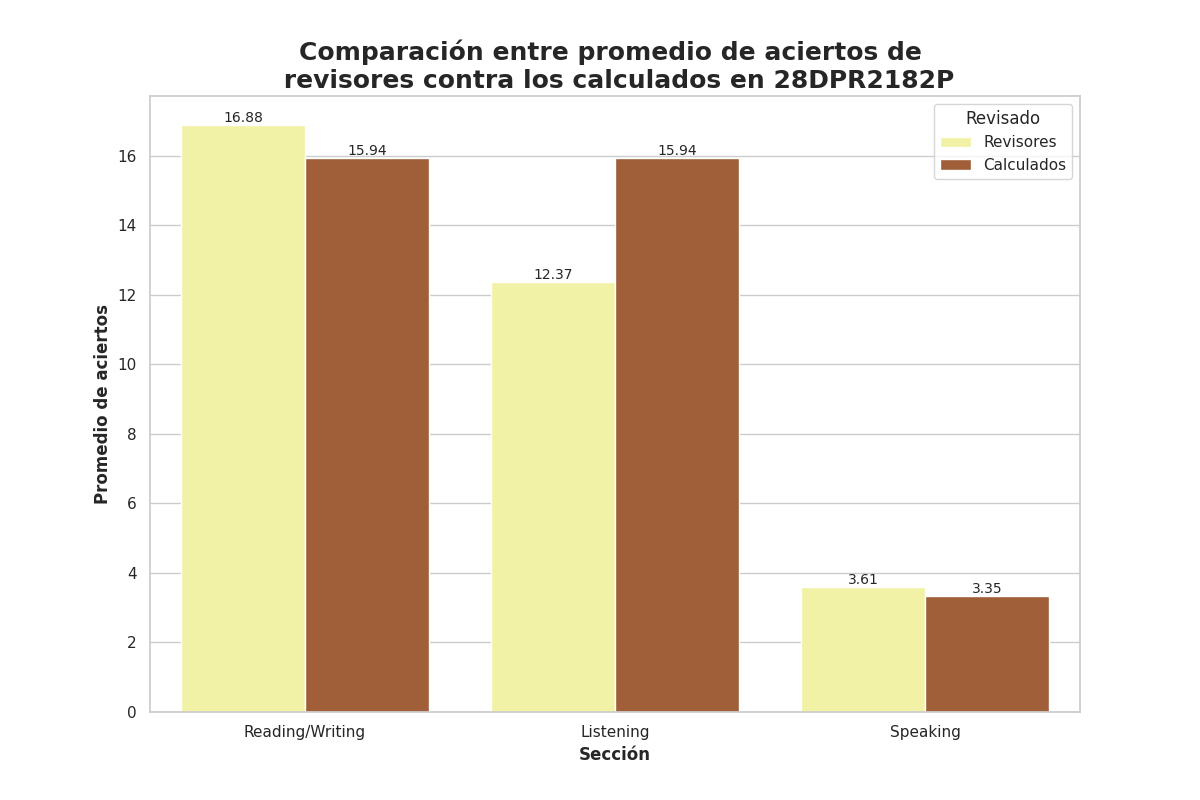 Comparación entre promedio de aciertos de
revisores contra los calculados en 28DPR2182P
Revisado
Revisores
Calculados
16.88
15.94
12.37
15.94
3.61
3.35
16
14
12
10
8
6
4
2
0
Promedio de aciertos
Reading/Writing
Listening
Speaking
Sección